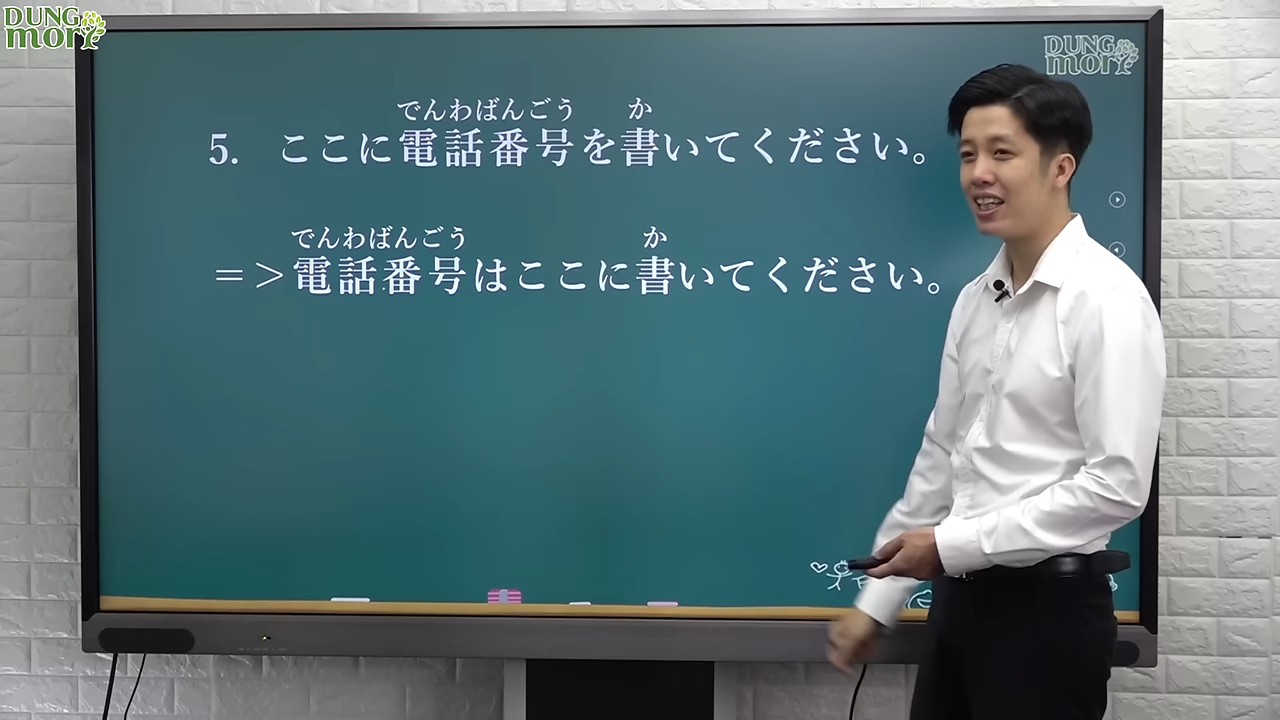 DUNG
mori
DUNG
mori
でんわばんごう か
5. ここに電話番号を書いてください。
でんわばんごう か
=>電話番号はここに書いてください。